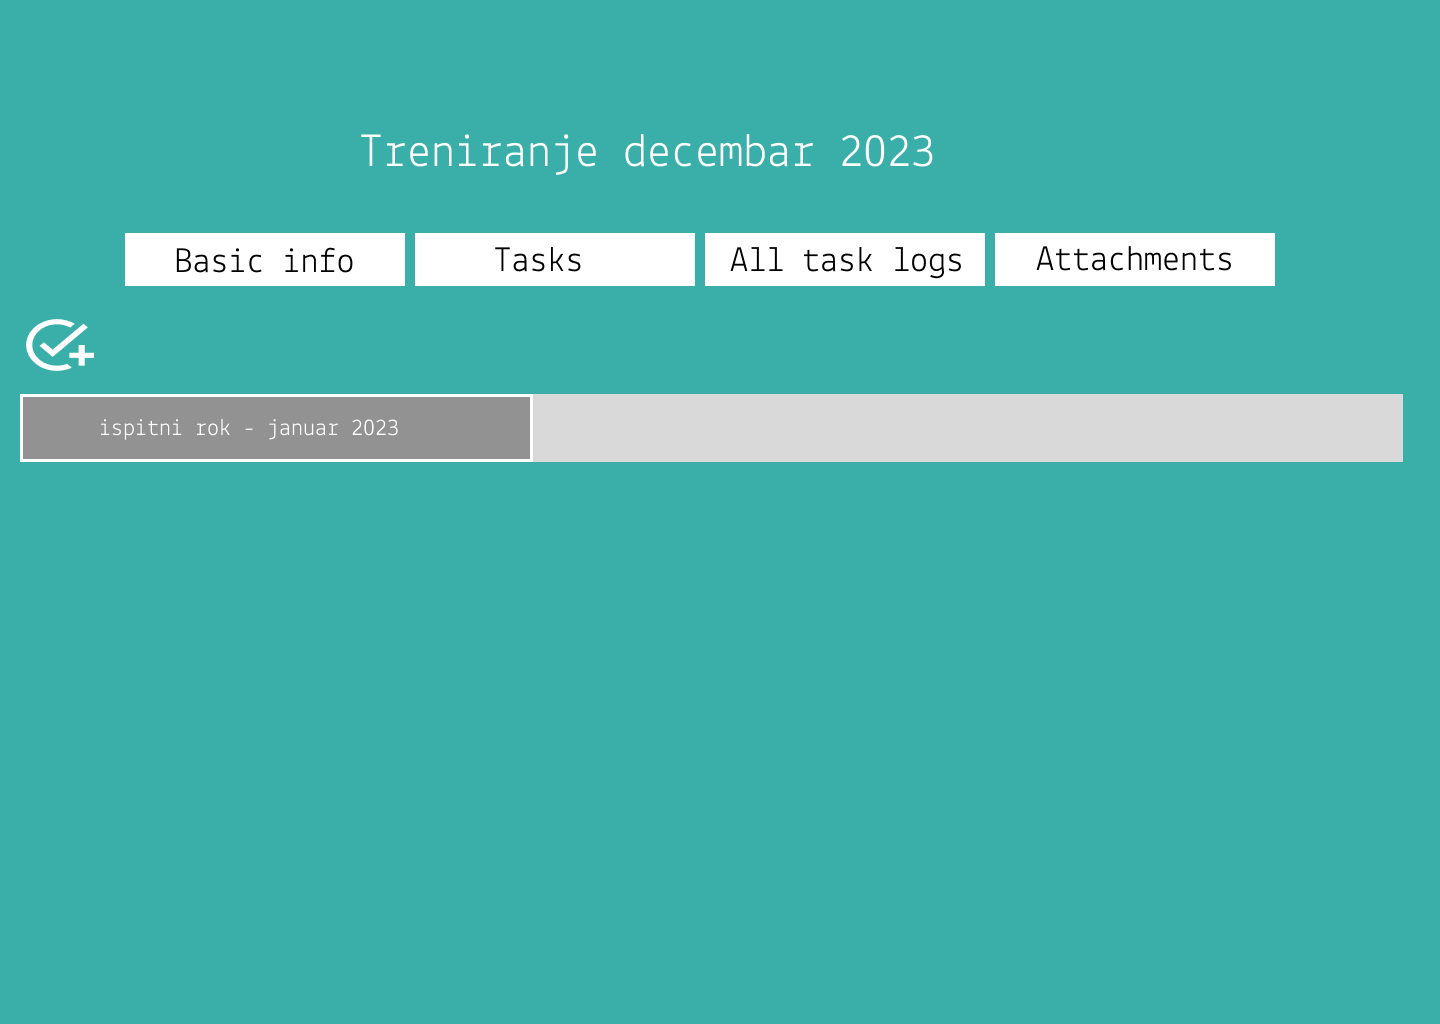 Treniranje decembar 2023
Basic info Tasks All task logs Attachments
ispitni rok - januar 2023